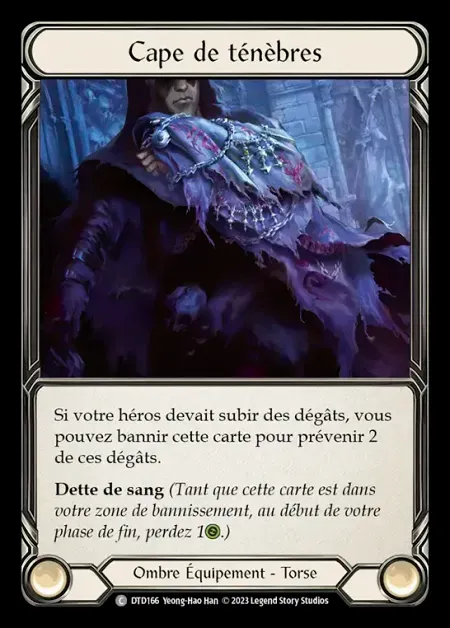 Cape de ténèbres
Si votre héros devait subir des dégâts, vous
pouvez bannir cette carte pour prévenir 2
de ces dégâts.
Dette de sang (Tant que cette carte est dans
votre zone de bannissement, au début de votre
phase de fin, perdez 1.)
Ombre Équipement - Torse
C DTD166 Yeong-Hao Han © 2023 Legend Story Studios